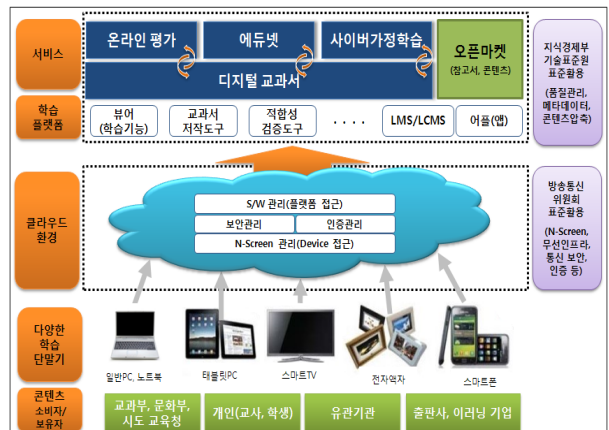 서비스
온라인 평가
에듀넷
사이버가정학습
디지털 교과서
오픈마켓
(참고서, 콘텐츠)
지식경제부
기술표준원
표준활용
(품질관리,
메타데이터,
콘텐츠압축)
학습
플랫폼
뷰어
(학습기능)
교과서
저작도구
적합성
검증도구
· · · ·
LMS/LCMS
어플(앱)
클라우드
환경
S/W 관리(플랫폼 접근)
보안관리
인증관리
N-Screen 관리(Device 접근)
방송통신
위원회
표준활용
(N-Screen,
무선인프라,
통신 보안,
인증 등)
다양한
학습
단말기
일반PC, 노트북
태블릿PC
스마트TV
전자액자
스마트폰
콘텐츠
소비자/
보유자
교과부, 문화부,
시도 교육청
개인(교사, 학생)
유관기관
출판사, 이러닝 기업